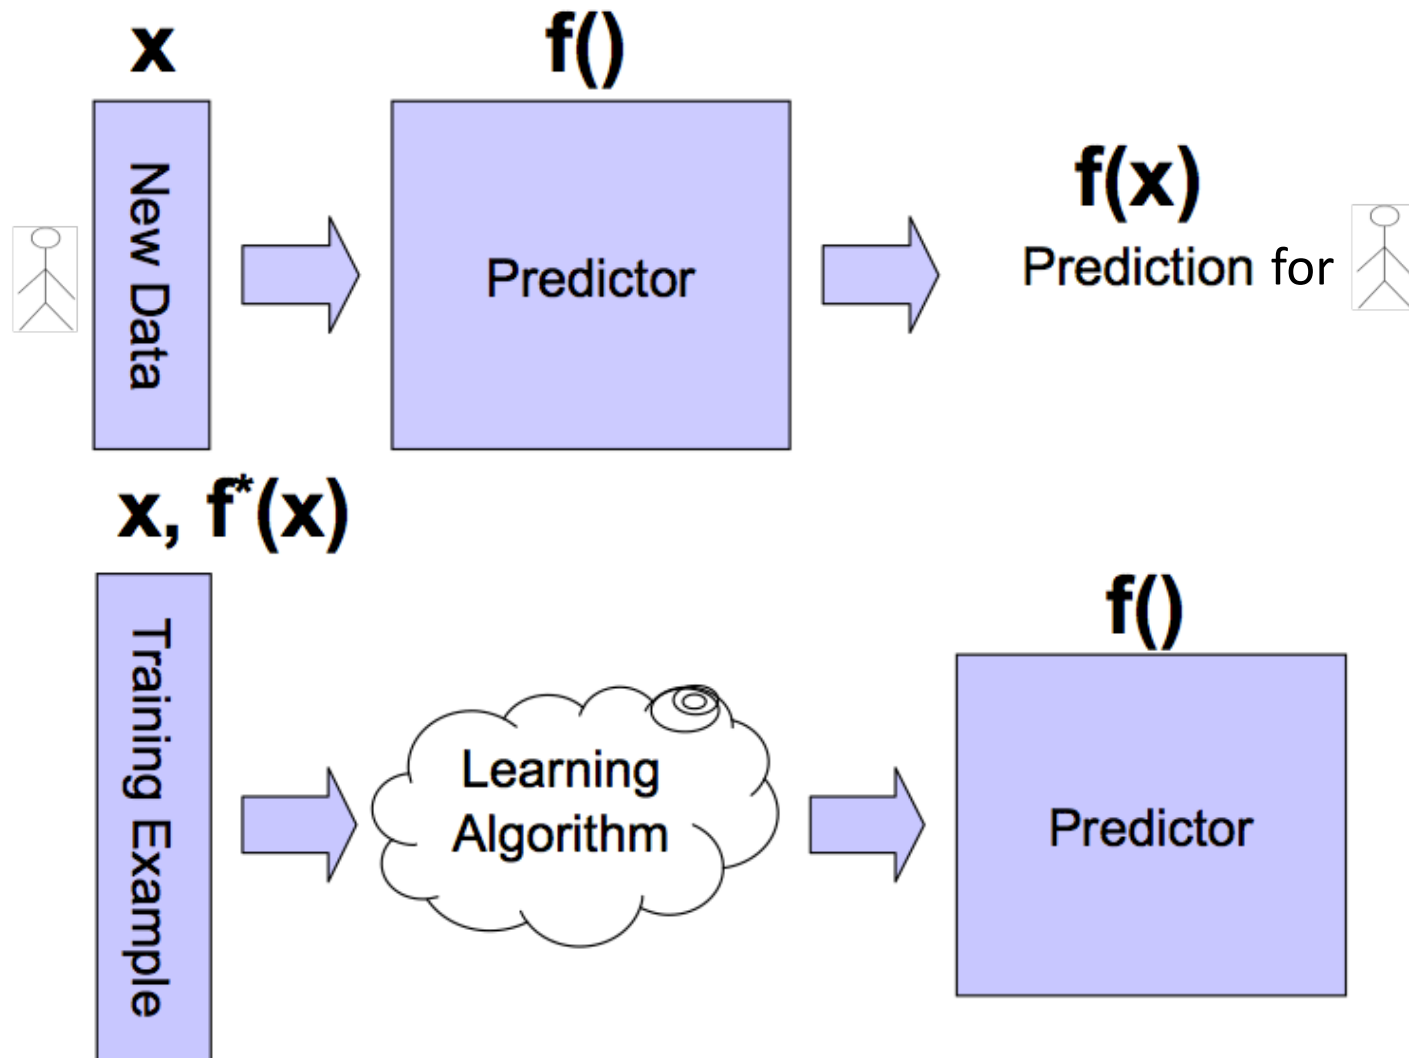 x
f()
New Data
Predictor
f(x)
Prediction for
x, f*(x)
Training Example
Learning
Algorithm
f()
Predictor